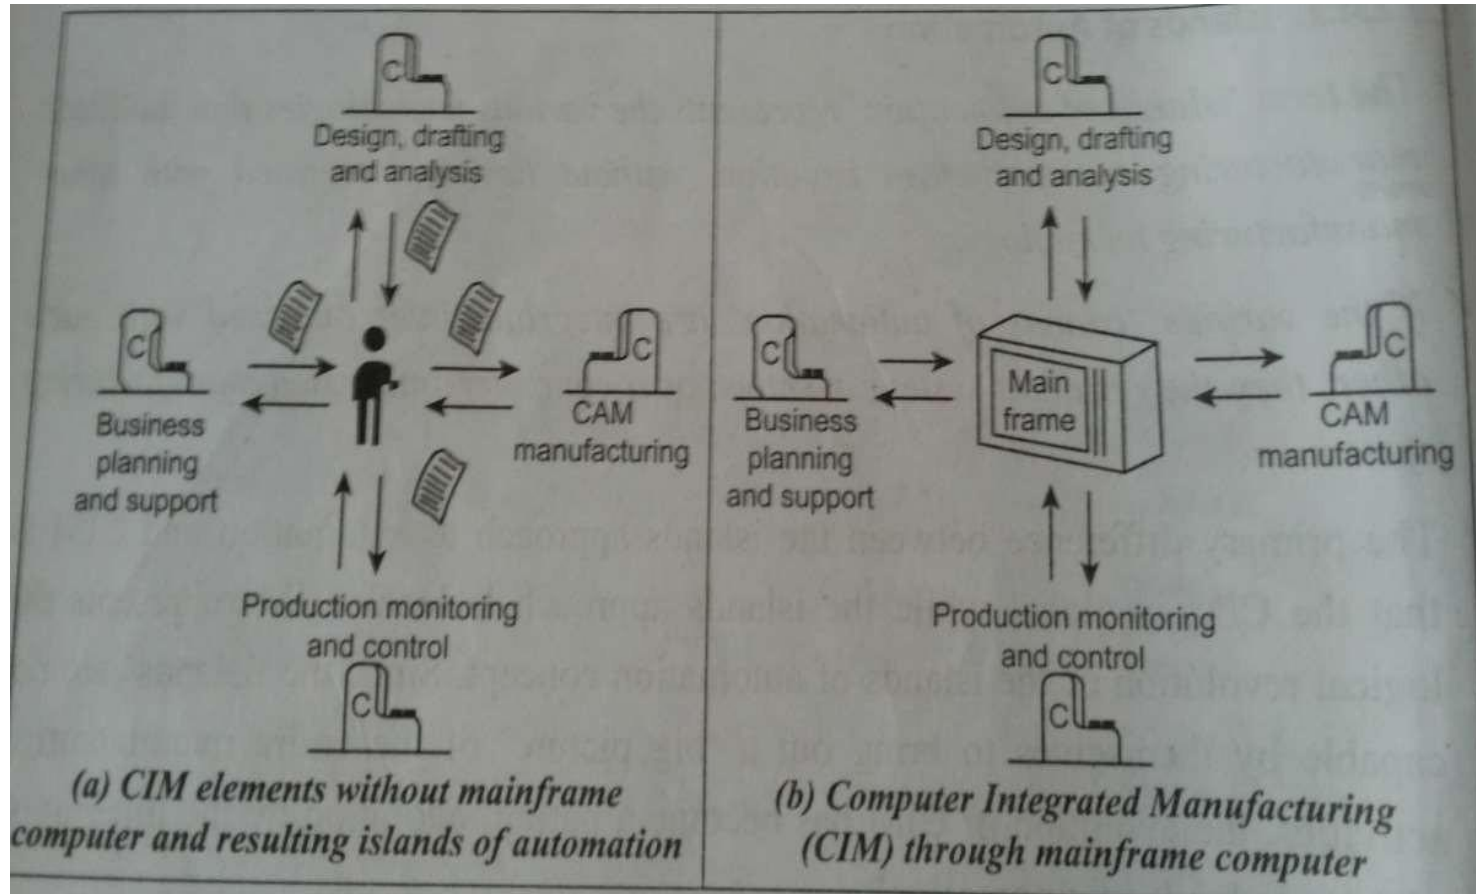 C
Design, drafting
and analysis
C
Business
planning
and support
C
CAM
manufacturing
Production monitoring
and control
C
(a) CIM elements without mainframe
computer and resulting islands of automation
C
Design, drafting
and analysis
C
Business
planning
and support
Main
frame
C
CAM
manufacturing
Production monitoring
and control
C
(b) Computer Integrated Manufacturing
(CIM) through mainframe computer